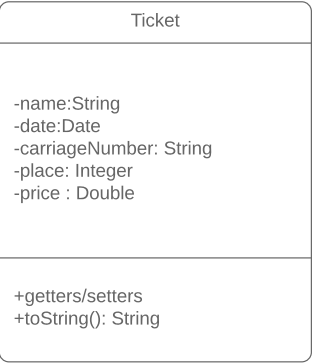 Ticket
-name:String
-date:Date
-carriageNumber: String
-place: Integer
-price : Double
+getters/setters
+toString(): String